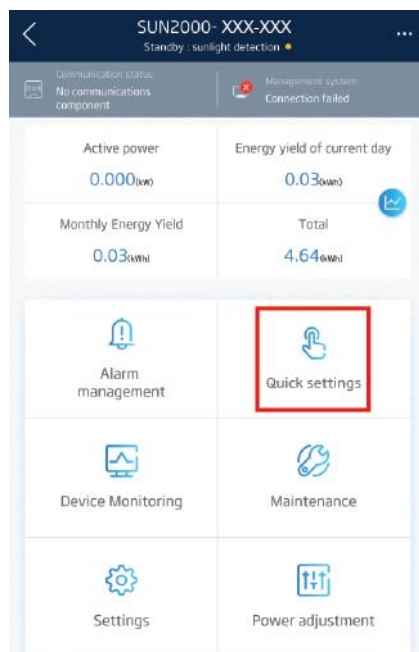 SUN2000- XXX-XXX
Standby : sunlight detection
...
Communication status
No communications
component
Management system
Connection failed
Active power
0.000(kW)
Energy yield of current day
0.03(kWh)
Monthly Energy Yield
0.03(kWh)
Total
4.64(kWh)
Alarm
management
Quick settings
Device Monitoring
Maintenance
Settings
Power adjustment